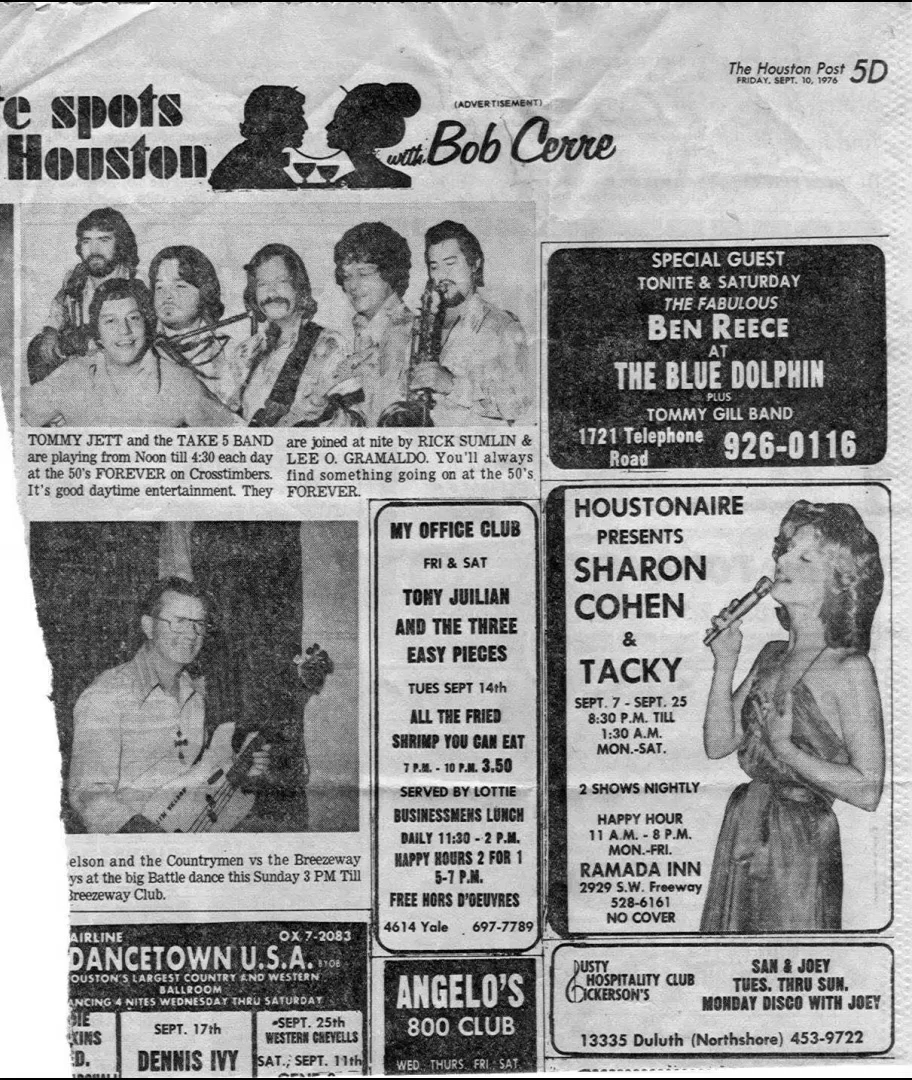 The Houston Post 5D
FRIDAY, SEPT. 10, 1976
e spots
Houston
(ADVERTISEMENT)
with Bob Cerre
TOMMY JETT and the TAKE 5 BAND
are playing from Noon till 4:30 each day
at the 50's FOREVER on Crosstimbers.
It's good daytime entertainment. They
are joined at nite by RICK SUMLIN &
LEE O. GRAMALDO. You'll always
find something going on at the 50's
FOREVER.
SPECIAL GUEST
TONITE & SATURDAY
THE FABULOUS
BEN REECE
AT
THE BLUE DOLPHIN
PLUS
TOMMY GILL BAND
1721 Telephone
Road
926-0116
elson and the Countrymen vs the Breezeway
ys at the big Battle dance this Sunday 3 PM Till
Breezeway Club.
MY OFFICE CLUB
FRI & SAT
TONY JUILIAN
AND THE THREE
EASY PIECES
TUES SEPT 14th
ALL THE FRIED
SHRIMP YOU CAN EAT
7 P.M. - 10 P.M. 3.50
SERVED BY LOTTIE
BUSINESSMENS LUNCH
DAILY 11:30 - 2 P.M.
HAPPY HOURS 2 FOR 1
5-7 P.M.
FREE HORS D'OEUVRES
4614 Yale . 697-7789
HOUSTONAIRE
PRESENTS
SHARON
COHEN
&
TACKY
SEPT. 7 - SEPT. 25
8:30 P.M. TILL
1:30 A.M.
MON.-SAT.
2 SHOWS NIGHTLY
HAPPY HOUR
11 A.M. - 8 P.M.
MON.-FRI.
RAMADA INN
2929 S.W. Freeway
528-6161
NO COVER
AIRLINE OX 7-2083
DANCETOWN U.S.A. BYOB
OUSTON'S LARGEST COUNTRY AND WESTERN
BALLROOM
ANCING 4 NITES WEDNESDAY THRU SATURDAY
KINS
D.
SEPT. 17th
DENNIS IVY
SEPT. 25th
WESTERN CHEVELLS
SAT., SEPT. 11th
ANGELO'S
800 CLUB
WED. THURS. FRI. SAT.
DUSTY
HOSPITALITY CLUB
DICKERSON'S
SAN & JOEY
TUES. THRU SUN.
MONDAY DISCO WITH JOEY
13335 Duluth (Northshore) 453-9722